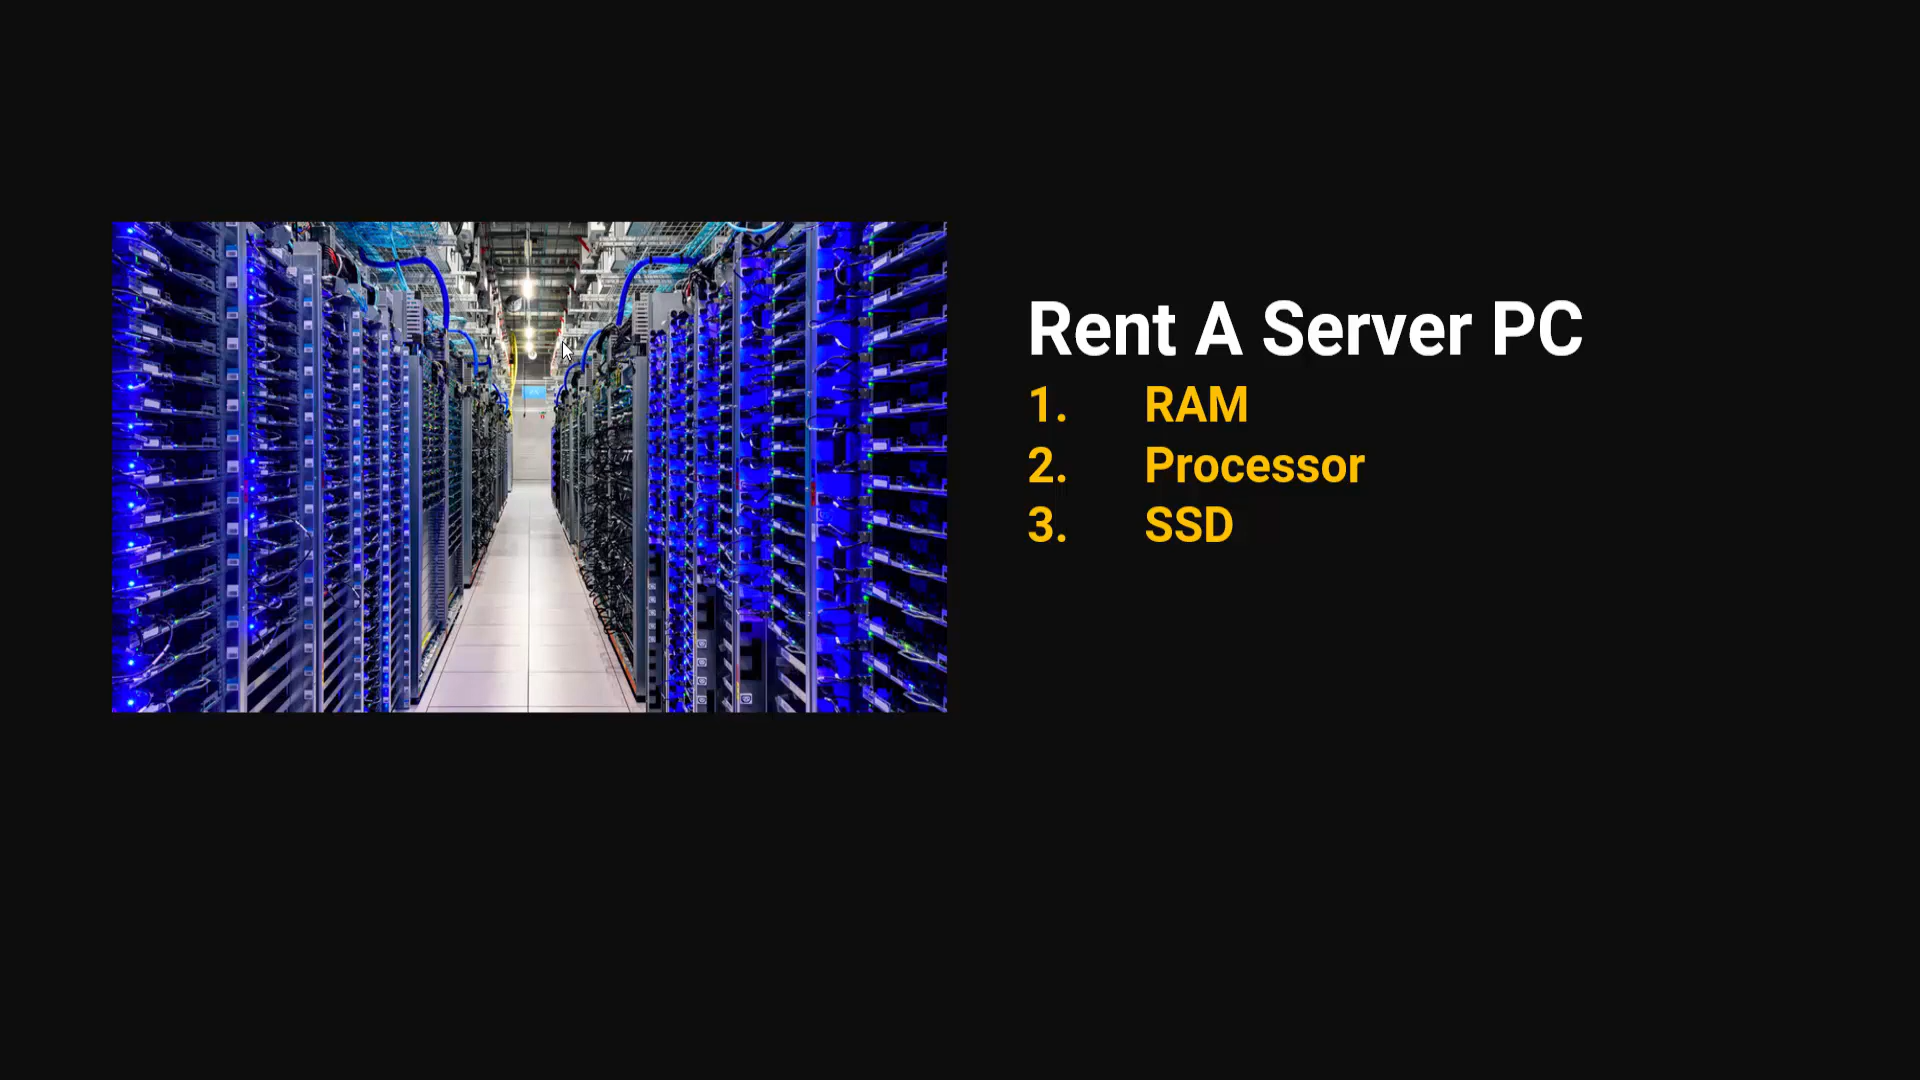 Rent A Server PC
1. RAM
2. Processor
3. SSD